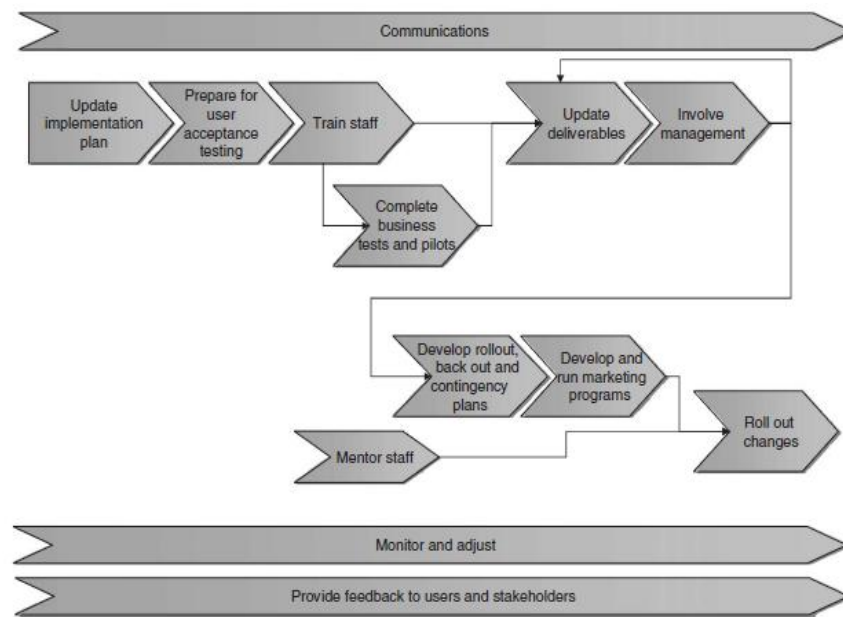 Communications
Update
implementation
plan
Prepare for
user
acceptance
testing
Train staff
Update
deliverables
Involve
management
Complete
business
tests and pilots
Develop rollout,
back out and
contingency
plans
Develop and
run marketing
programs
Roll out
changes
Mentor staff
Monitor and adjust
Provide feedback to users and stakeholders